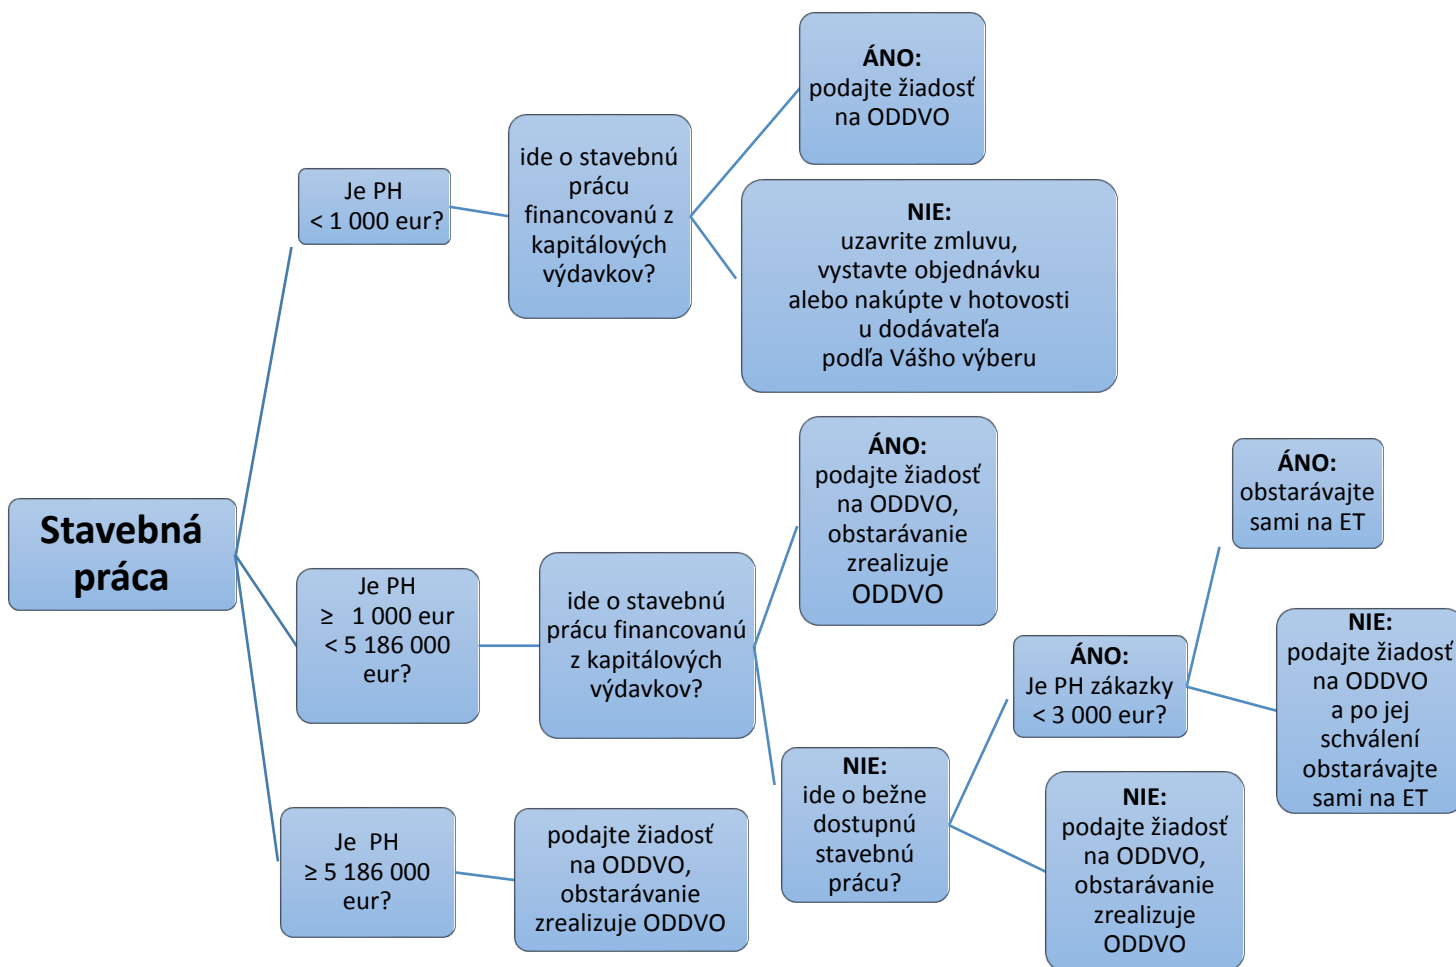 Stavebná
práca
Je PH
< 1 000 eur?
ide o stavebnú
prácu
financovanú z
kapitálových
výdavkov?
ÁNO:
podajte žiadosť
na ODDVO
NIE:
uzavrite zmluvu,
vystavte objednávku
alebo nakúpte v hotovosti
u dodávateľa
podľa Vášho výberu
Je PH
≥ 1 000 eur
< 5 186 000
eur?
ide o stavebnú
prácu financovanú
z kapitálových
výdavkov?
ÁNO:
podajte žiadosť
na ODDVO,
obstarávanie
zrealizuje
ODDVO
NIE:
ide o bežne
dostupnú
stavebnú
prácu?
ÁNO:
Je PH zákazky
< 3 000 eur?
ÁNO:
obstarávajte
sami na ET
NIE:
podajte žiadosť
na ODDVO
a po jej
schválení
obstarávajte
sami na ET
NIE:
podajte žiadosť
na ODDVO,
obstarávanie
zrealizuje
ODDVO
Je PH
≥ 5 186 000
eur?
podajte žiadosť
na ODDVO,
obstarávanie
zrealizuje ODDVO